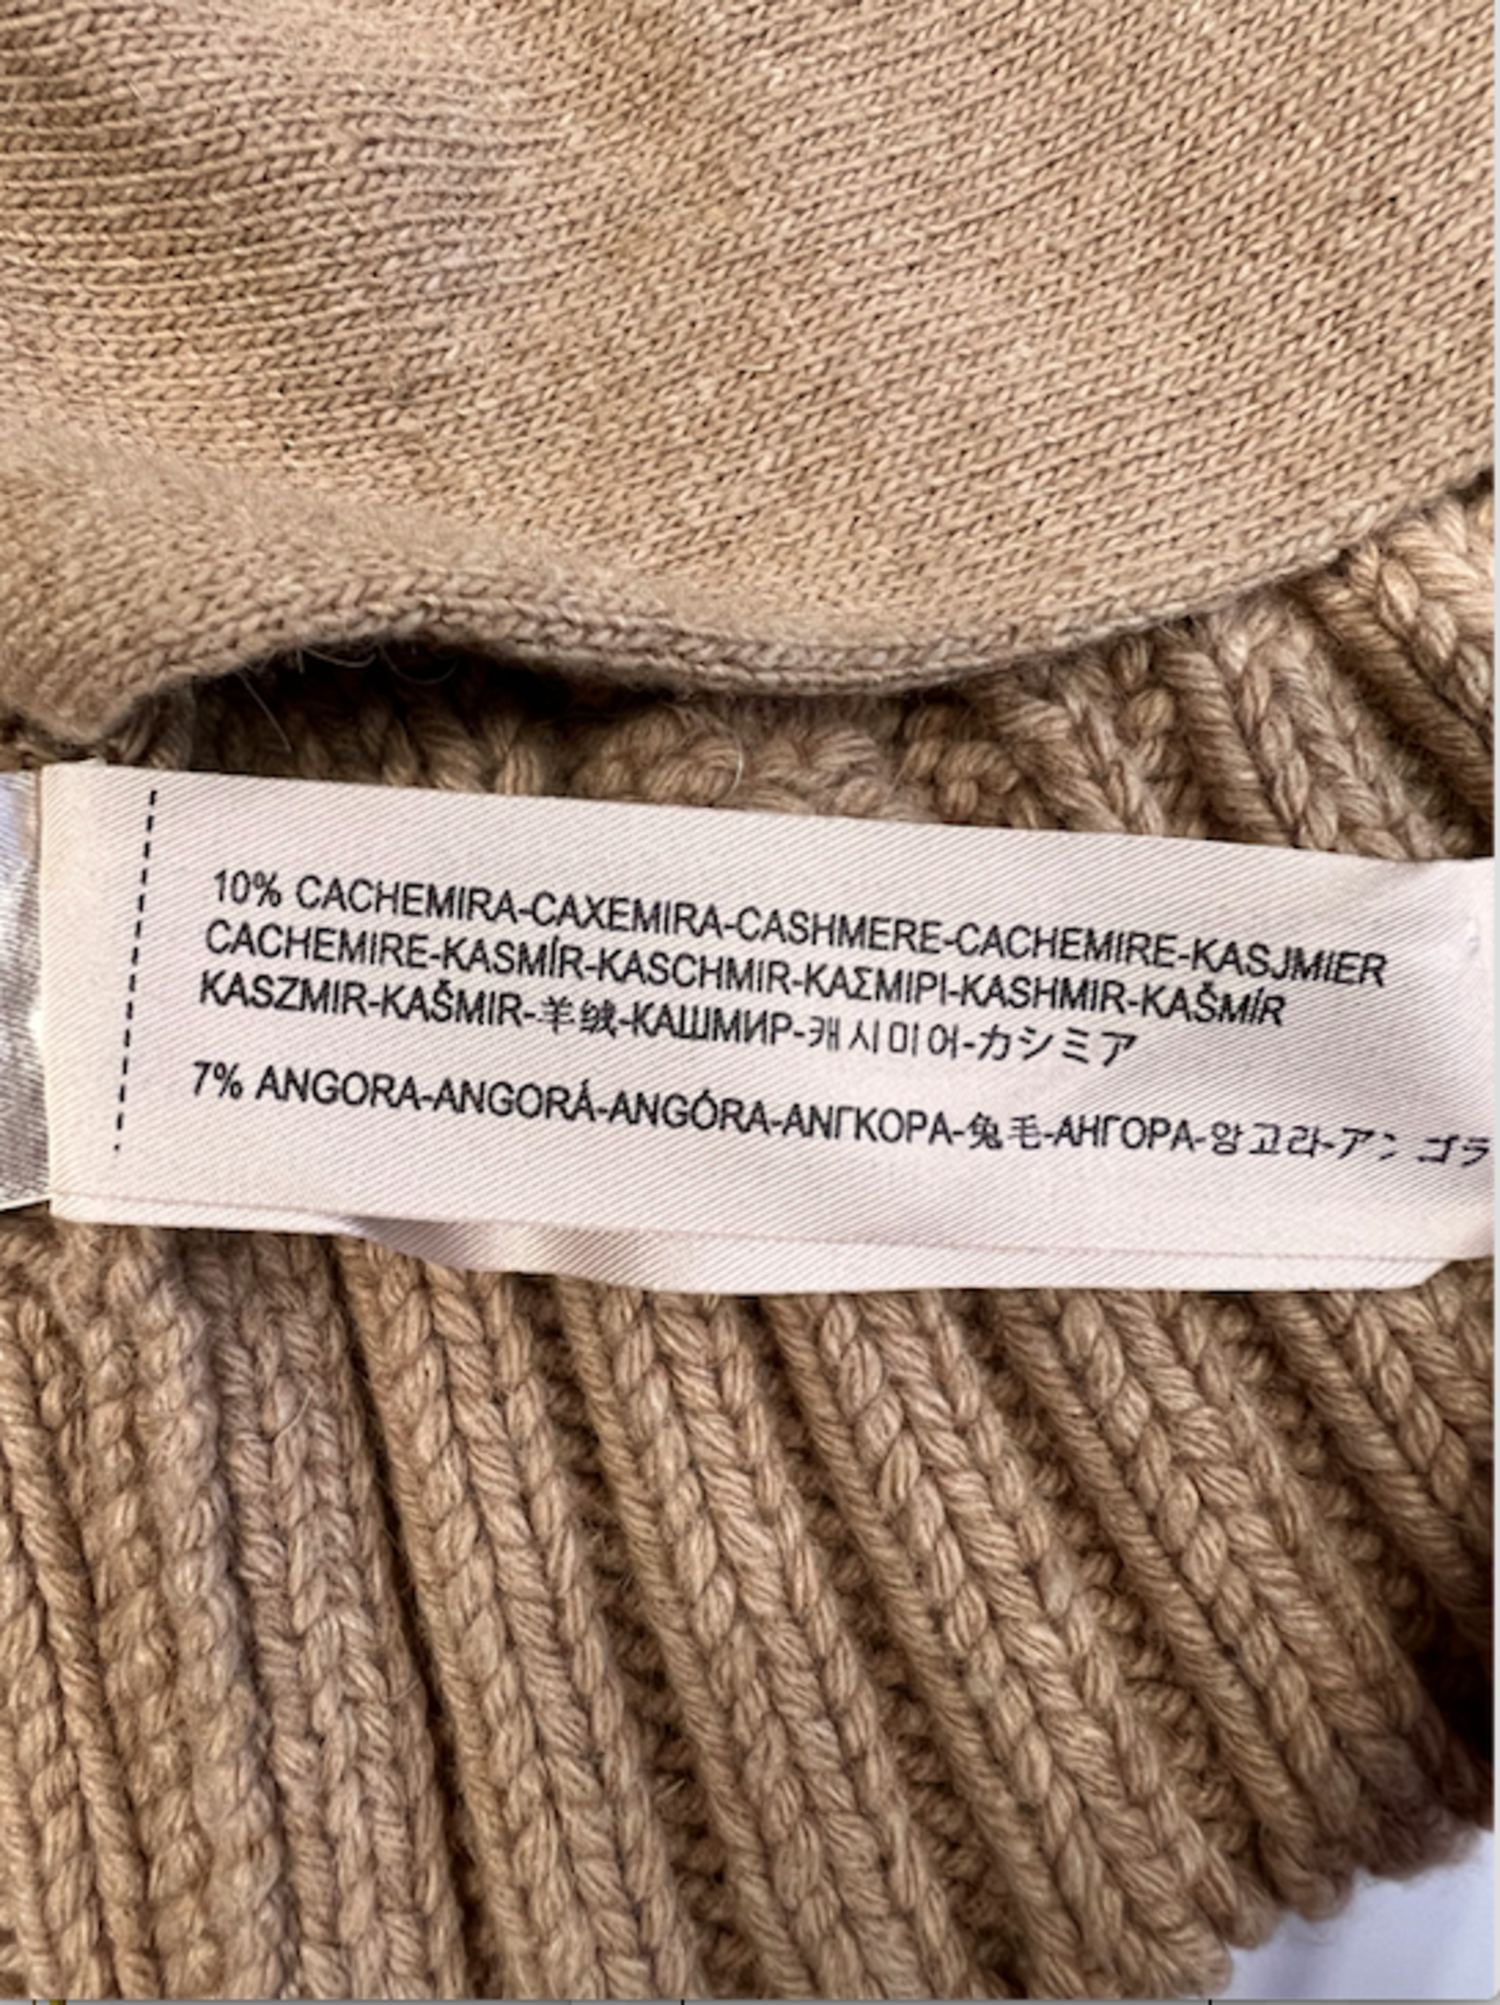 10% CACHEMIRA-CAXEMIRA-CASHMERE-CACHEMIRE-KASJMIER
CACHEMIRE-KASMÍR-KASCHMIR-ΚΑΣΜΙΡΙ-KASHMIR-KAŠMÍR
KASZMIR-KAŠMIR-羊绒-КАШМИР-캐시미어-カシミア
7% ANGORA-ANGORÁ-ANGÓRA-ΑΝΓΚΟΡΑ-兔毛-АНГОРА-앙고라-アンゴラ